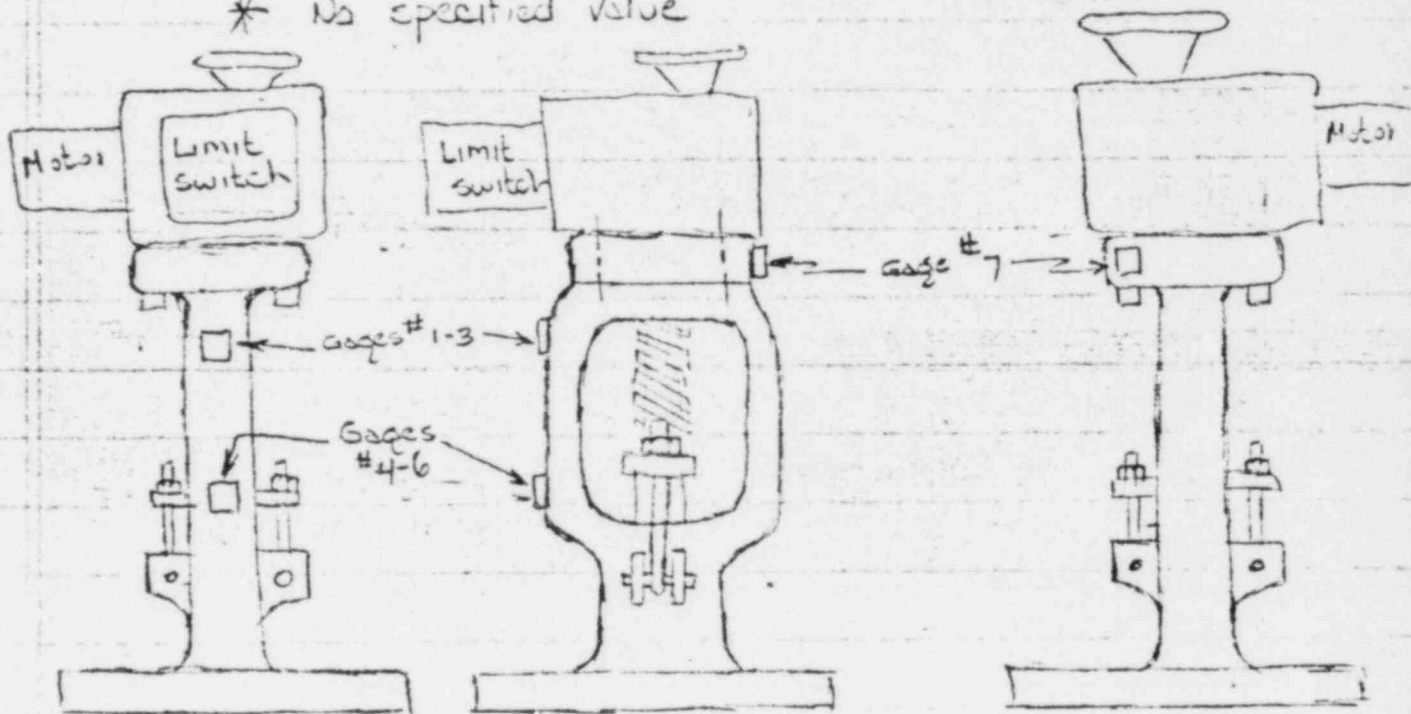 * No specified value
Motor
Limit
switch
Limit
switch
Motor
Gage #7
Gages #1-3
Gages
#4-6